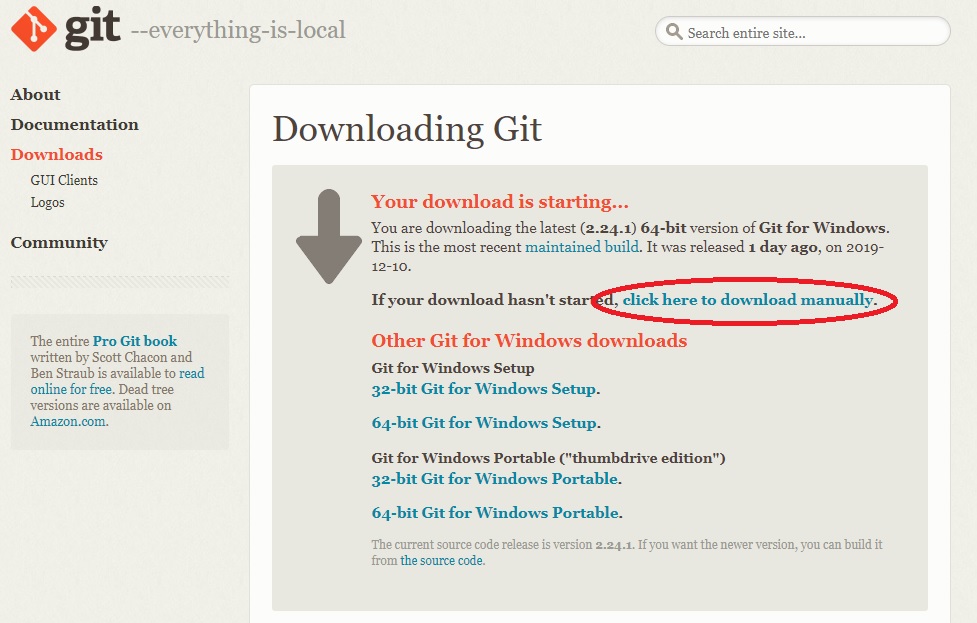 git --everything-is-local
Search entire site...
About
Documentation
Downloads
GUI Clients
Logos
Community
The entire Pro Git book
written by Scott Chacon and
Ben Straub is available to read
online for free. Dead tree
versions are available on
Amazon.com.
Downloading Git
Your download is starting...
You are downloading the latest (2.24.1) 64-bit version of Git for Windows.
This is the most recent maintained build. It was released 1 day ago, on 2019-
12-10.
If your download hasn't started, click here to download manually.
Other Git for Windows downloads
Git for Windows Setup
32-bit Git for Windows Setup.
64-bit Git for Windows Setup.
Git for Windows Portable ("thumbdrive edition")
32-bit Git for Windows Portable.
64-bit Git for Windows Portable.
The current source code release is version 2.24.1. If you want the newer version, you can build it
from the source code.